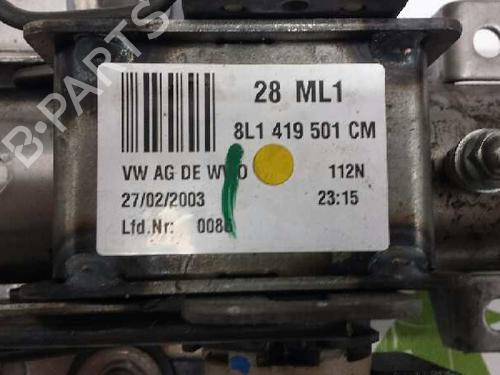 28 ML1
8L1 419 501 CM
VW AG DE 112N
27/02/2003 23:15
Lfd.Nr:
B-PARTS